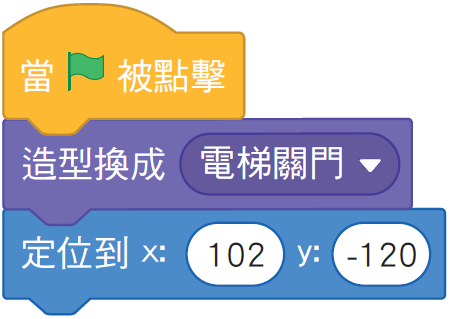 當 被點擊
造型換成 電梯關門
定位到 x: 102 y: -120